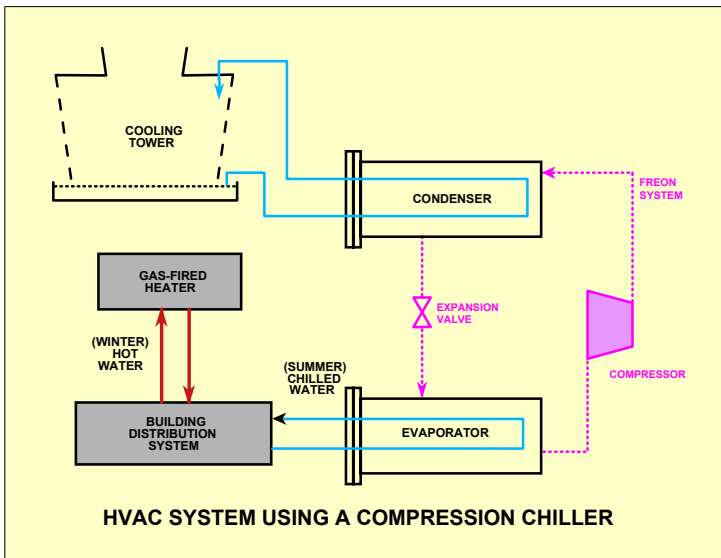 COOLING
TOWER
CONDENSER
FREON
SYSTEM
GAS-FIRED
HEATER
EXPANSION
VALVE
(WINTER)
HOT
WATER
(SUMMER)
CHILLED
WATER
COMPRESSOR
BUILDING
DISTRIBUTION
SYSTEM
EVAPORATOR
HVAC SYSTEM USING A COMPRESSION CHILLER